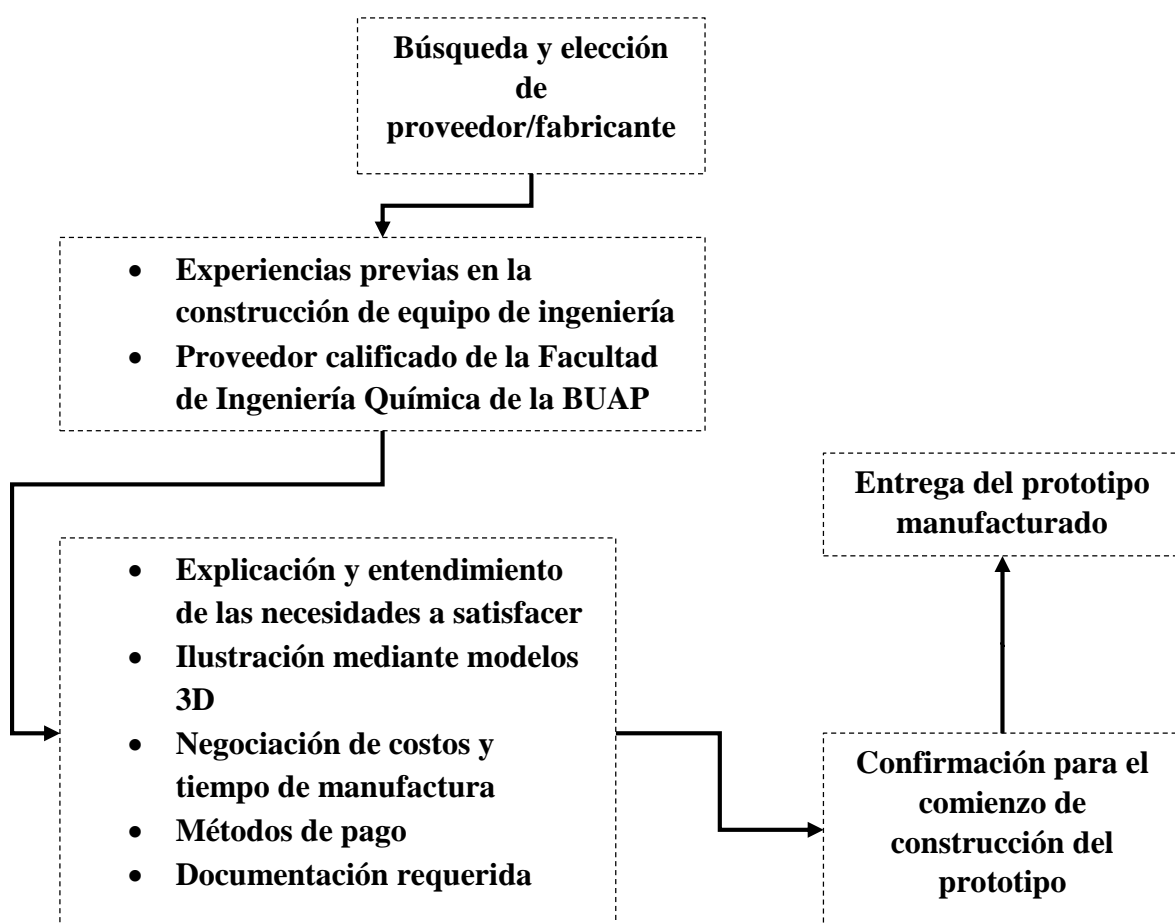 Búsqueda y elección
de
proveedor/fabricante
• Experiencias previas en la
construcción de equipo de ingeniería
• Proveedor calificado de la Facultad
de Ingeniería Química de la BUAP
• Explicación y entendimiento
de las necesidades a satisfacer
• Ilustración mediante modelos
3D
• Negociación de costos y
tiempo de manufactura
• Métodos de pago
• Documentación requerida
Confirmación para el
comienzo de
construcción del
prototipo
Entrega del prototipo
manufacturado